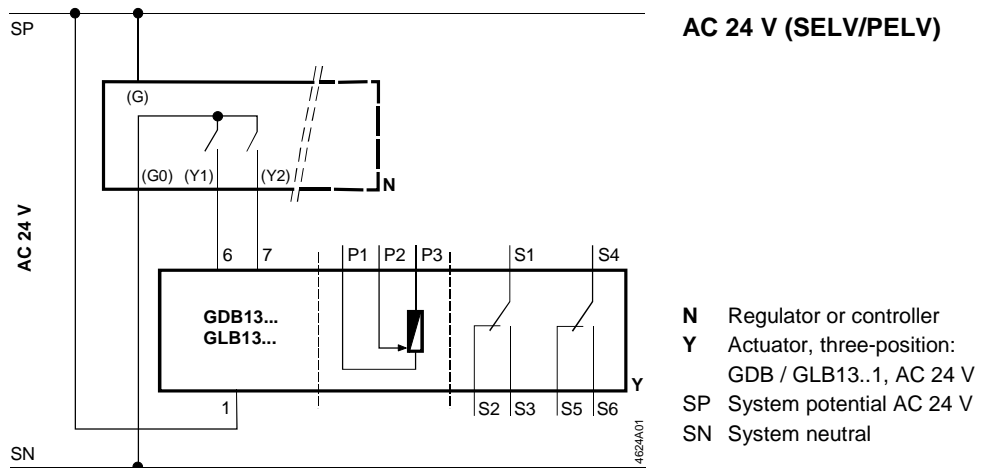 SP
AC 24 V (SELV/PELV)
(G)
(G0) (Y1) (Y2) N
AC 24 V
6 7 P1 P2 P3 S1 S4
GDB13...
GLB13...
N Regulator or controller
Y Actuator, three-position:
GDB / GLB13..1, AC 24 V
Y
1 S2 S3 S5 S6
SP System potential AC 24 V
SN System neutral
4624A01
SN